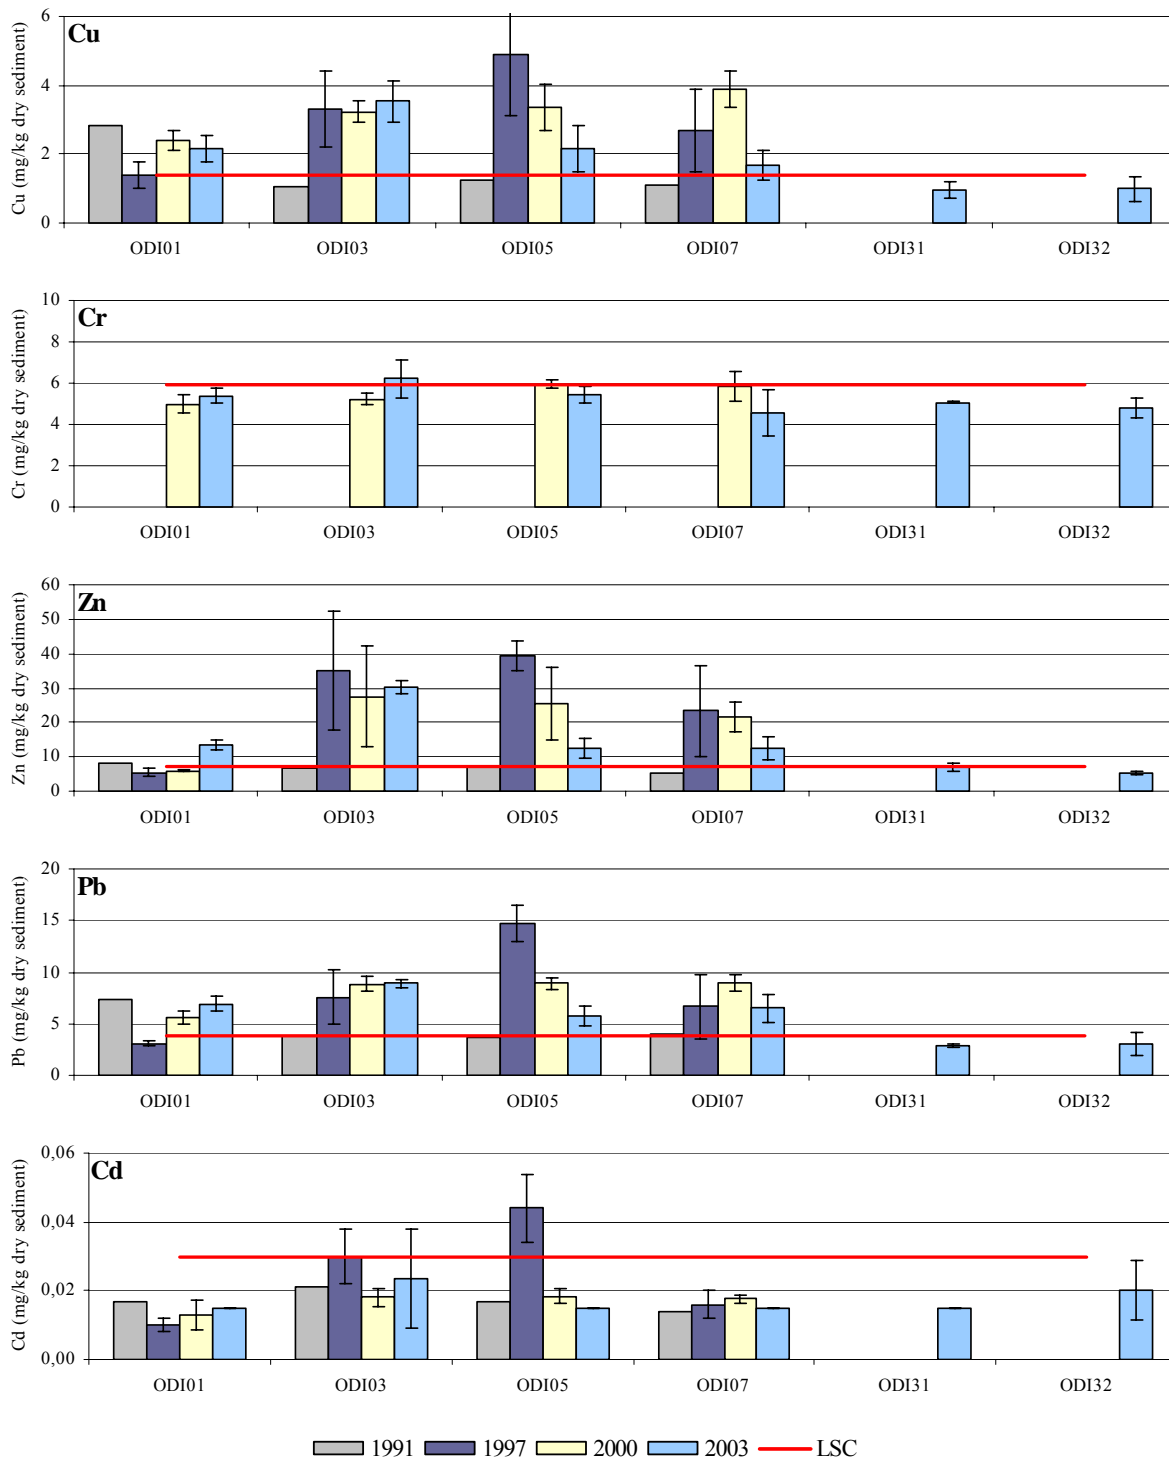 Cu
Cu (mg/kg dry sediment)
6
4
2
0
ODI01 ODI03 ODI05 ODI07 ODI31 ODI32
Cr
Cr (mg/kg dry sediment)
10
8
6
4
2
0
ODI01 ODI03 ODI05 ODI07 ODI31 ODI32
Zn
Zn (mg/kg dry sediment)
60
50
40
30
20
10
0
ODI01 ODI03 ODI05 ODI07 ODI31 ODI32
Pb
Pb (mg/kg dry sediment)
20
15
10
5
0
ODI01 ODI03 ODI05 ODI07 ODI31 ODI32
Cd
Cd (mg/kg dry sediment)
0,06
0,04
0,02
0,00
ODI01 ODI03 ODI05 ODI07 ODI31 ODI32
1991 1997 2000 2003 LSC